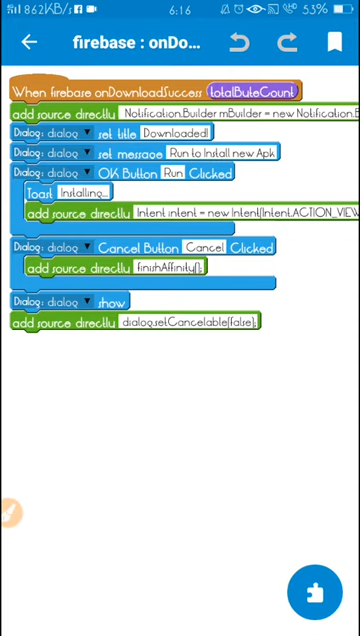 862KB/s 6:16 53%
firebase : onDo...
When firebase onDownloadSuccess totalButeCount
add source directly Notification.Builder mBuilder = new Notification.B
Dialog: dialog set title Downloaded!
Dialog: dialog set message Run to Install new Apk
Dialog: dialog OK Button Run Clicked
Toast Installing...
add source directly Intent intent = new Intent(Intent.ACTION_VIEW
Dialog: dialog Cancel Button Cancel Clicked
add source directly finishAffinity();
Dialog: dialog show
add source directly dialog.setCancelable(false);